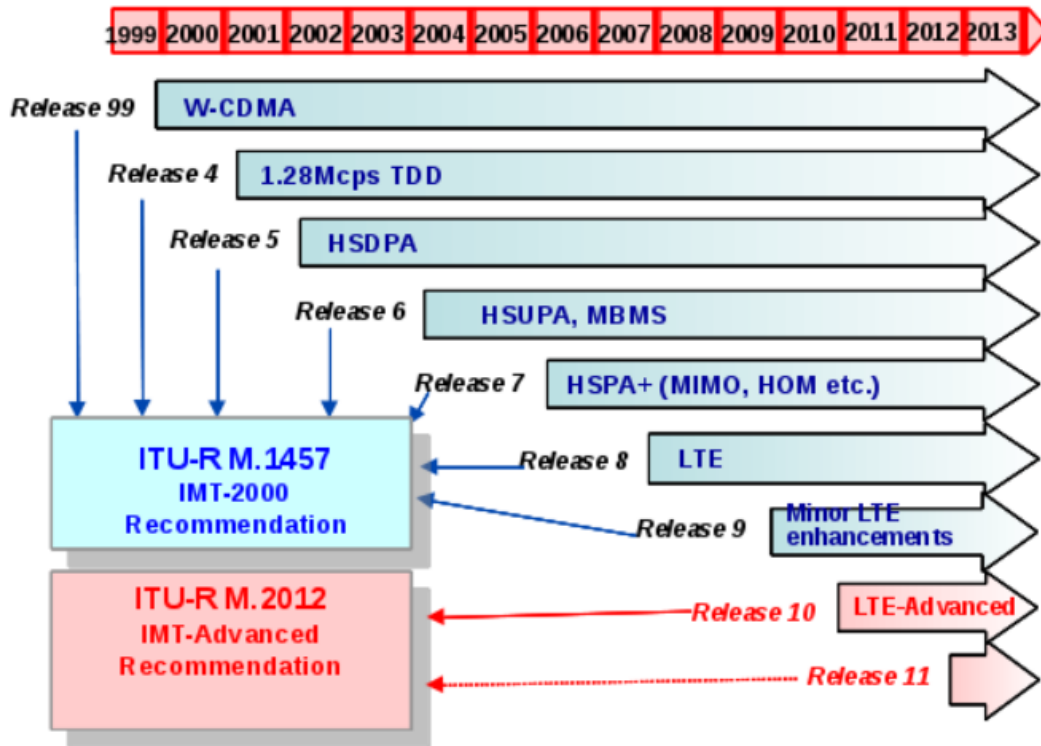 1999 2000 2001 2002 2003 2004 2005 2006 2007 2008 2009 2010 2011 2012 2013
Release 99
W-CDMA
Release 4
1.28Mcps TDD
Release 5
HSDPA
Release 6
HSUPA, MBMS
Release 7
HSPA+ (MIMO, HOM etc.)
ITU-R M.1457
IMT-2000
Recommendation
Release 8
LTE
Release 9
Minor LTE
enhancements
ITU-R M.2012
IMT-Advanced
Recommendation
Release 10
LTE-Advanced
Release 11